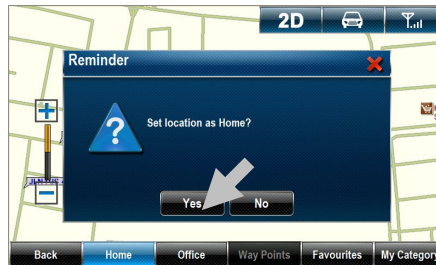 2D
Reminder
Set location as Home?
Yes No
Back Home Office Way Points Favourites My Category